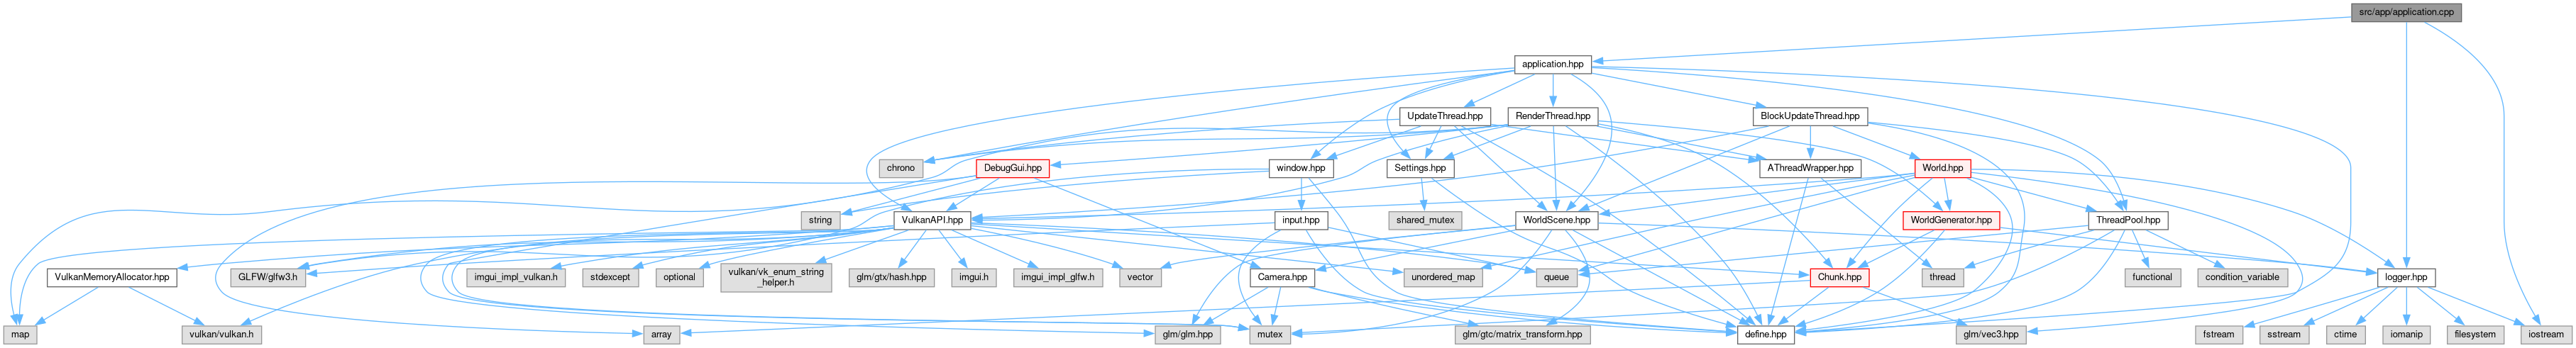 src/app/application.cpp
application.hpp
UpdateThread.hpp
RenderThread.hpp
BlockUpdateThread.hpp
chrono
DebugGui.hpp
window.hpp
Settings.hpp
AThreadWrapper.hpp
World.hpp
string
VulkanAPI.hpp
input.hpp
shared_mutex
WorldScene.hpp
WorldGenerator.hpp
ThreadPool.hpp
VulkanMemoryAllocator.hpp
GLFW/glfw3.h
imgui_impl_vulkan.h
stdexcept
optional
vulkan/vk_enum_string
_helper.h
glm/gtx/hash.hpp
imgui.h
imgui_impl_glfw.h
vector
Camera.hpp
unordered_map
queue
Chunk.hpp
thread
functional
condition_variable
logger.hpp
map
vulkan/vulkan.h
array
glm/glm.hpp
mutex
glm/gtc/matrix_transform.hpp
define.hpp
glm/vec3.hpp
fstream
sstream
ctime
iomanip
filesystem
iostream